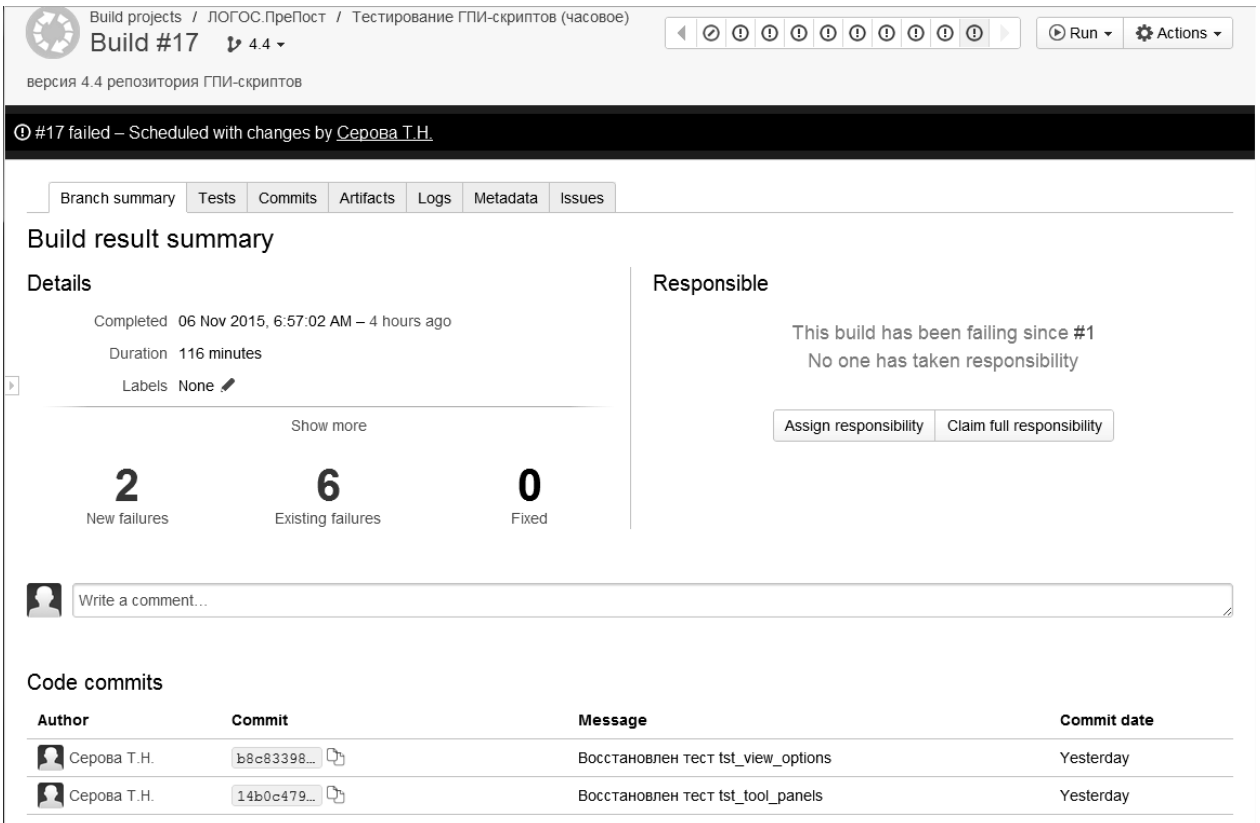 Build projects / ЛОГОС.ПреПост / Тестирование ГПИ-скриптов (часовое)
Build #17 4.4
Run Actions
версия 4.4 репозитория ГПИ-скриптов
#17 failed – Scheduled with changes by Серова Т.Н.
Branch summary Tests Commits Artifacts Logs Metadata Issues
Build result summary
Details
Completed 06 Nov 2015, 6:57:02 AM – 4 hours ago
Duration 116 minutes
Labels None
Show more
2 6 0
New failures Existing failures Fixed
Responsible
This build has been failing since #1
No one has taken responsibility
Assign responsibility Claim full responsibility
Write a comment...
Code commits
Author Commit Message Commit date
Серова Т.Н. b8c83398… Восстановлен тест tst_view_options Yesterday
Серова Т.Н. 14b0c479… Восстановлен тест tst_tool_panels Yesterday